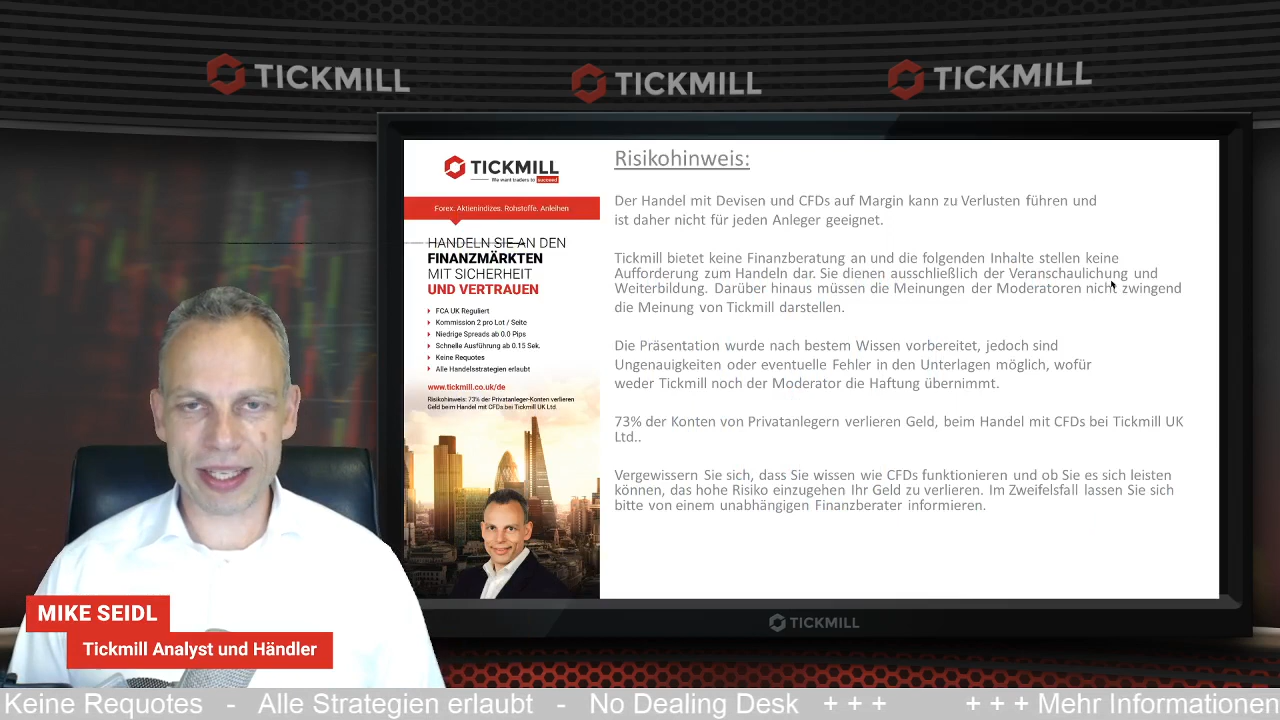 TICKMILL
TICKMILL
TICKMILL
TICKMILL
We want traders to succeed
Forex. Aktienindizes. Rohstoffe. Anleihen
HANDELN SIE AN DEN
FINANZMÄRKTEN
MIT SICHERHEIT
UND VERTRAUEN
FCA UK Reguliert
Kommission 2 pro Lot / Seite
Niedrige Spreads ab 0.0 Pips
Schnelle Ausführung ab 0.15 Sek.
Keine Requotes
Alle Handelsstrategien erlaubt
www.tickmill.co.uk/de
Risikohinweis: 73% der Privatanleger-Konten verlieren
Geld beim Handel mit CFDs bei Tickmill UK Ltd.
Risikohinweis:
Der Handel mit Devisen und CFDs auf Margin kann zu Verlusten führen und
ist daher nicht für jeden Anleger geeignet.
Tickmill bietet keine Finanzberatung an und die folgenden Inhalte stellen keine
Aufforderung zum Handeln dar. Sie dienen ausschließlich der Veranschaulichung und
Weiterbildung. Darüber hinaus müssen die Meinungen der Moderatoren nicht zwingend
die Meinung von Tickmill darstellen.
Die Präsentation wurde nach bestem Wissen vorbereitet, jedoch sind
Ungenauigkeiten oder eventuelle Fehler in den Unterlagen möglich, wofür
weder Tickmill noch der Moderator die Haftung übernimmt.
73% der Konten von Privatanlegern verlieren Geld, beim Handel mit CFDs bei Tickmill UK
Ltd..
Vergewissern Sie sich, dass Sie wissen wie CFDs funktionieren und ob Sie es sich leisten
können, das hohe Risiko einzugehen Ihr Geld zu verlieren. Im Zweifelsfall lassen Sie sich
bitte von einem unabhängigen Finanzberater informieren.
TICKMILL
MIKE SEIDL
Tickmill Analyst und Händler
Keine Requotes - Alle Strategien erlaubt - No Dealing Desk + + + + + + Mehr Informationen